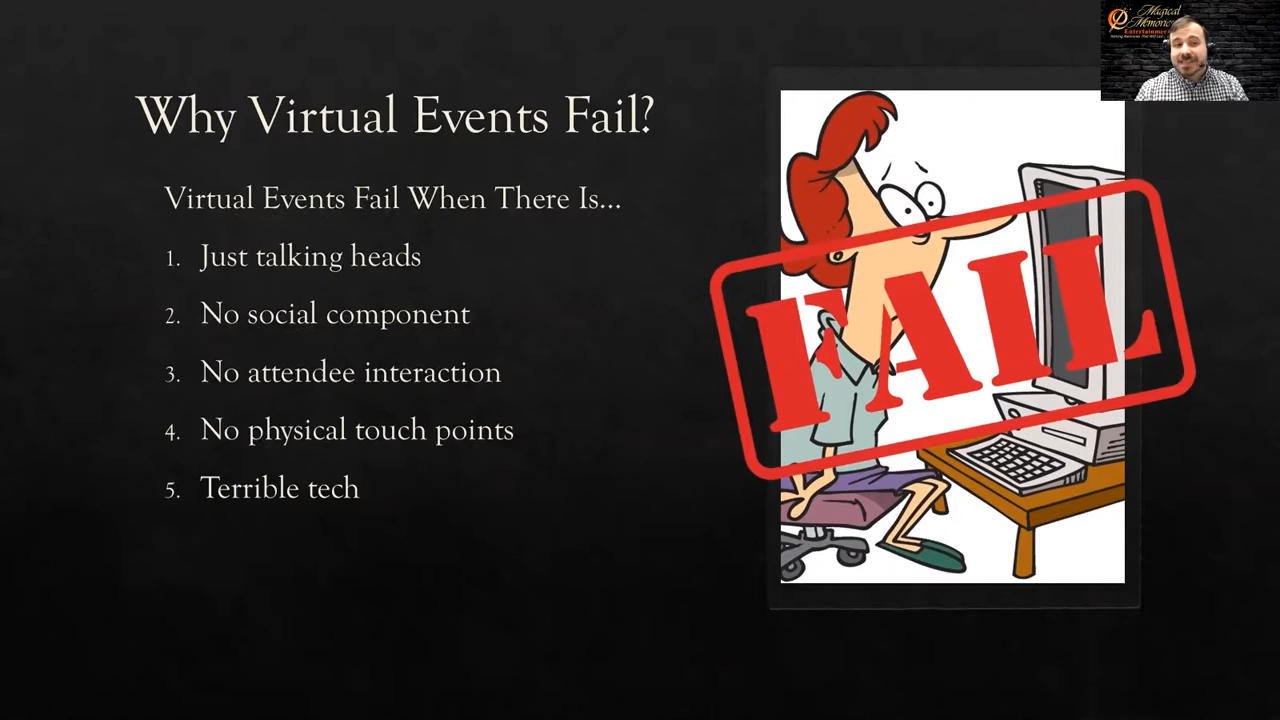 Magical
Memories
Entertainment
Why Virtual Events Fail?
Virtual Events Fail When There Is...
1. Just talking heads
2. No social component
3. No attendee interaction
4. No physical touch points
5. Terrible tech
FAIL